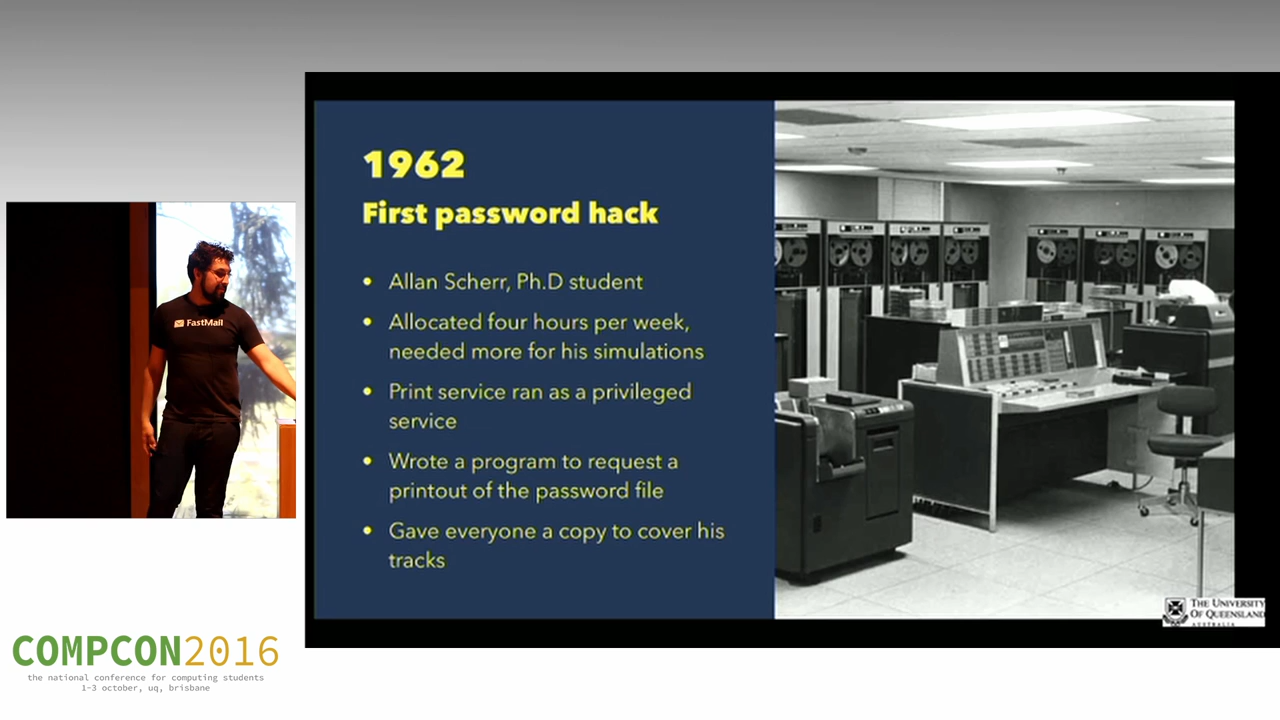 1962
First password hack
• Allan Scherr, Ph.D student
• Allocated four hours per week,
needed more for his simulations
• Print service ran as a privileged
service
• Wrote a program to request a
printout of the password file
• Gave everyone a copy to cover his
tracks
FastMail
THE UNIVERSITY
OF QUEENSLAND
AUSTRALIA
COMPCON2016
the national conference for computing students
1-3 october, uq, brisbane